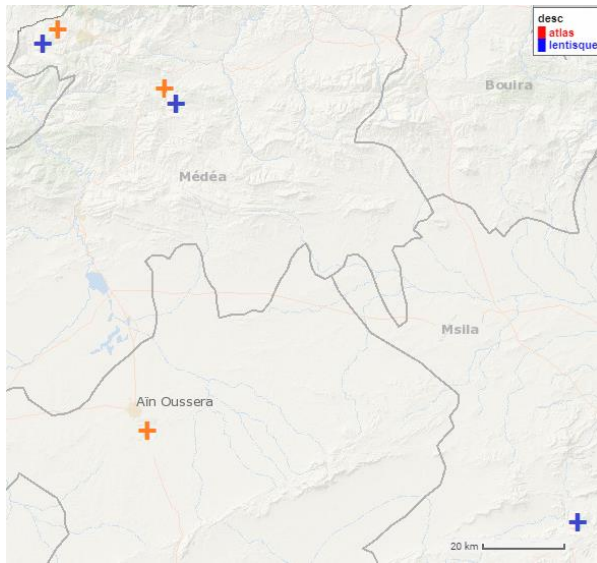 desc
atlas
lentisque
Bouira
Médéa
Msila
Aïn Oussera
20 km